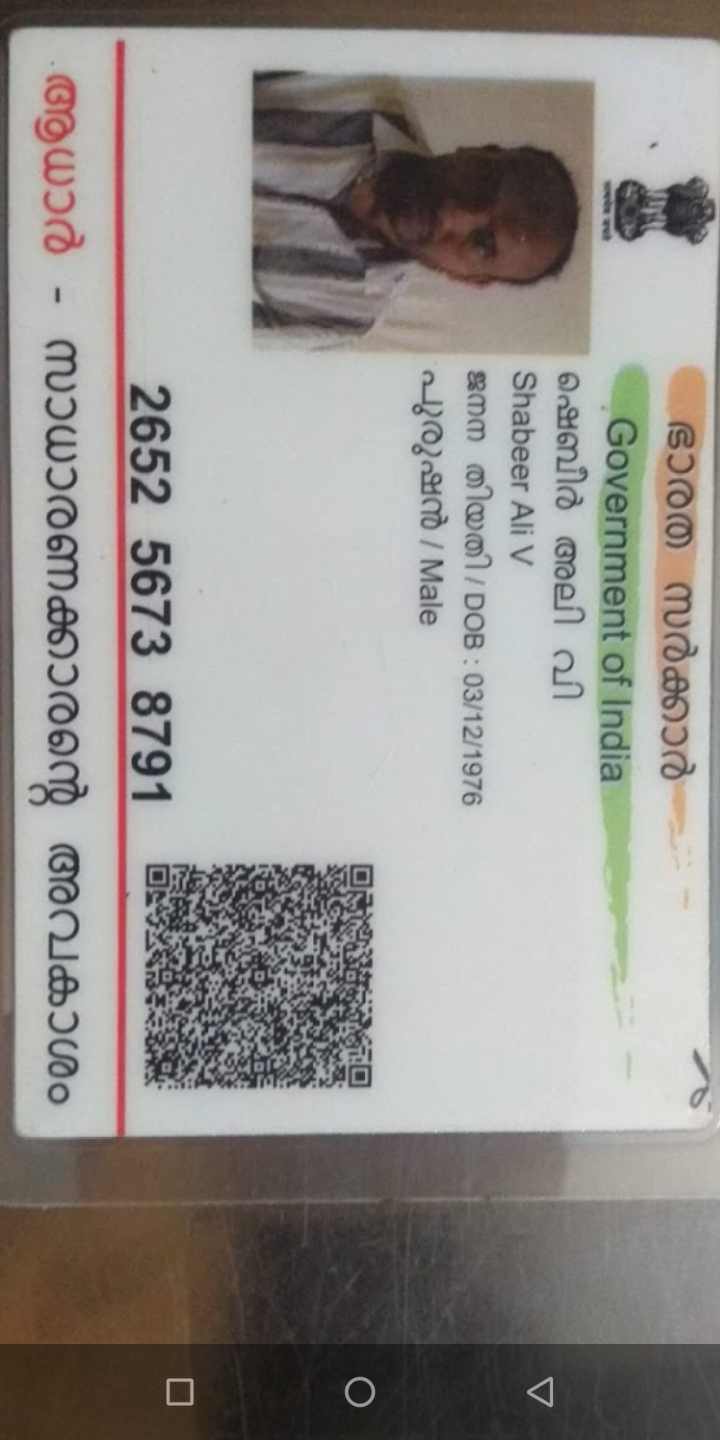 ഭാരത സർക്കാർ
Government of India
ഷെബീർ അലി വി
Shabeer Ali V
ജനന തിയതി / DOB : 03/12/1976
പുരുഷൻ / Male
2652 5673 8791
ആധാർ - സാധാരണക്കാരന്റെ അവകാശം